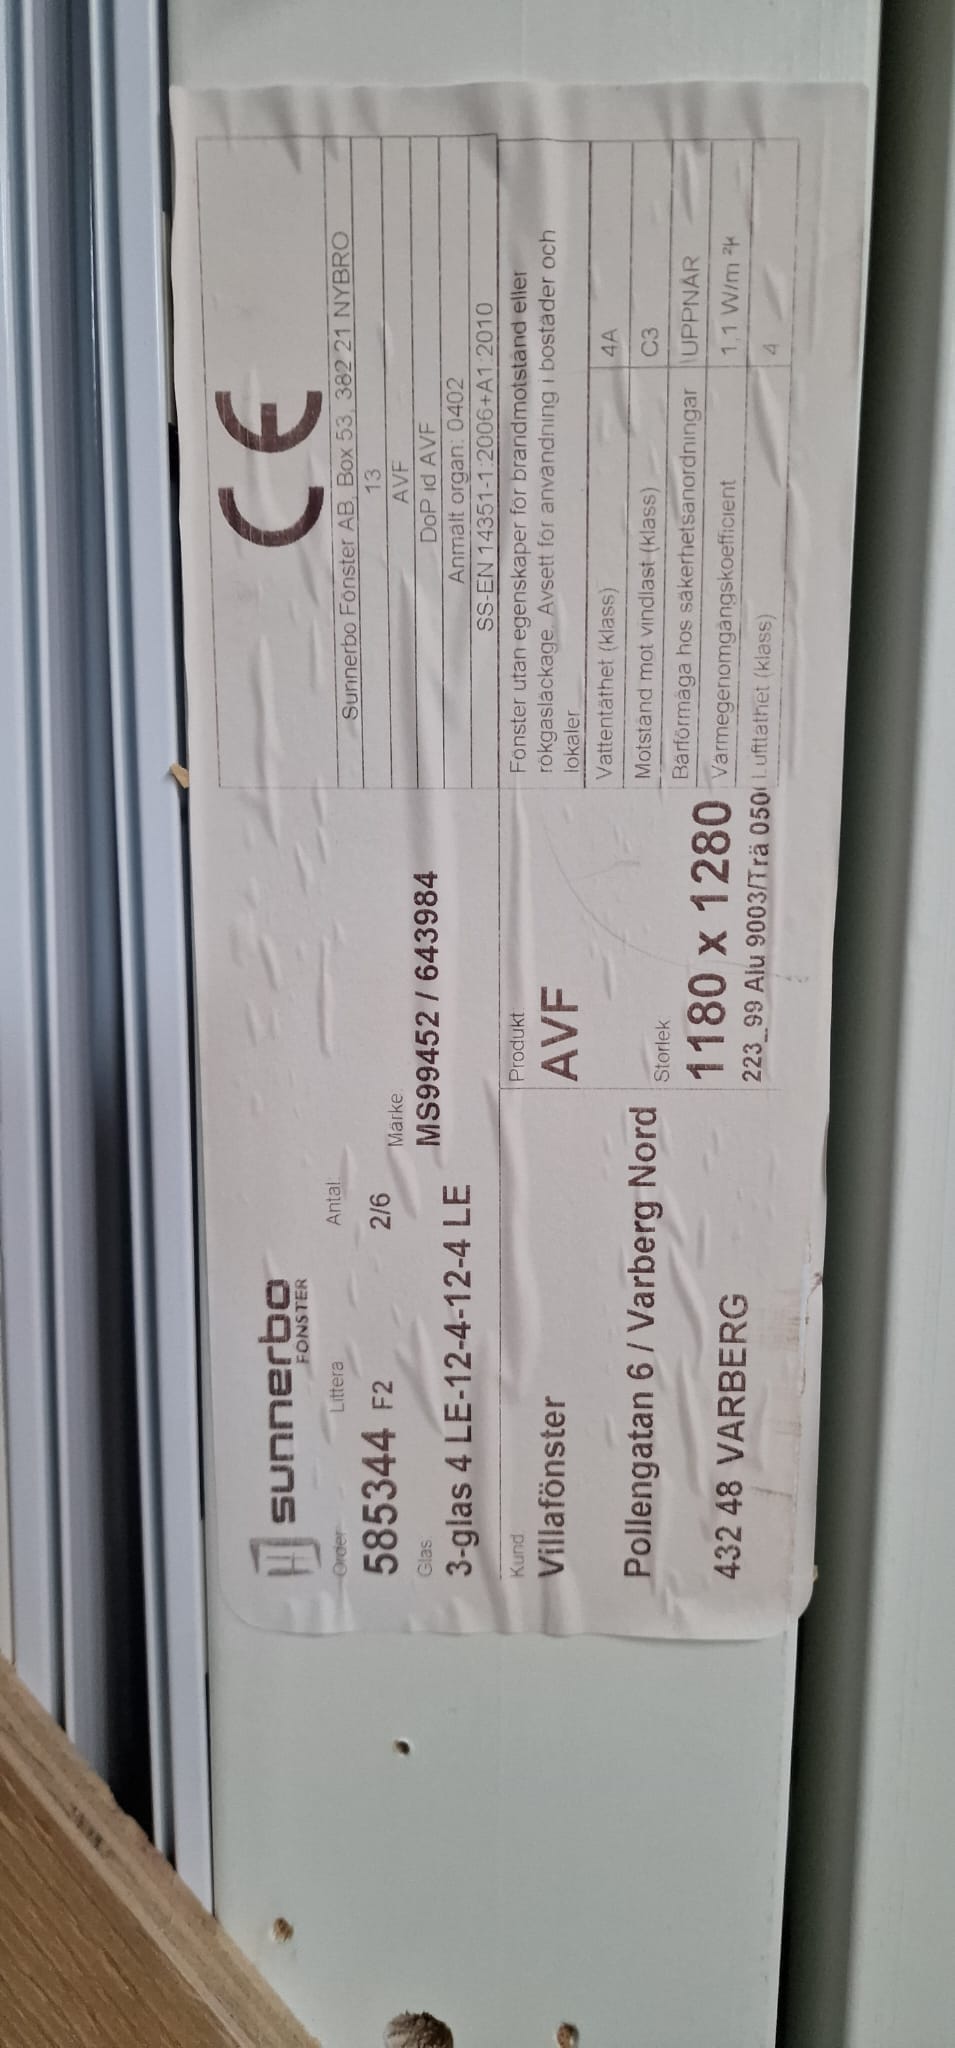 sunnerbo
FÖNSTER
Order: Littera Antal:
585344 F2 2/6
Glas: Märke:
3-glas 4 LE-12-4-12-4 LE MS99452 / 643984
Kund
Villafönster
Pollengatan 6 / Varberg Nord
432 48 VARBERG
Produkt
AVF
Storlek
1180 x 1280
223_99 Alu 9003/Trä 050
CE
Sunnerbo Fönster AB, Box 53, 382 21 NYBRO
13
AVF
DoP id AVF
Anmält organ: 0402
SS-EN 14351-1:2006+A1:2010
Fönster utan egenskaper för brandmotstånd eller
rökgasläckage. Avsett för användning i bostäder och
lokaler
Vattentäthet (klass) 4A
Motstånd mot vindlast (klass) C3
Bärförmåga hos säkerhetsanordningar UPPNÅR
Värmegenomgångskoefficient 1,1 W/m ²k
Lufttäthet (klass) 4